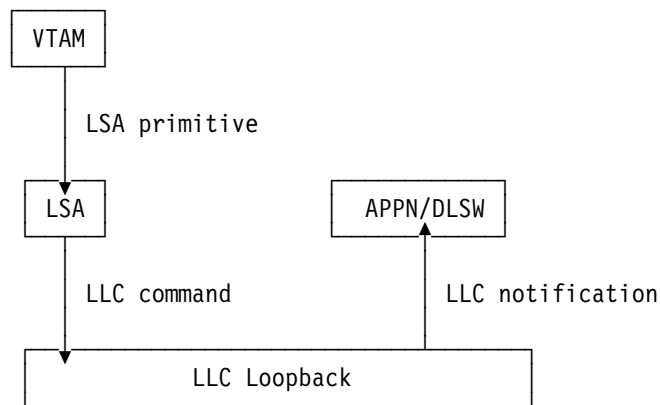 VTAM
LSA primitive
LSA APPN/DLSW
LLC command LLC notification
LLC Loopback